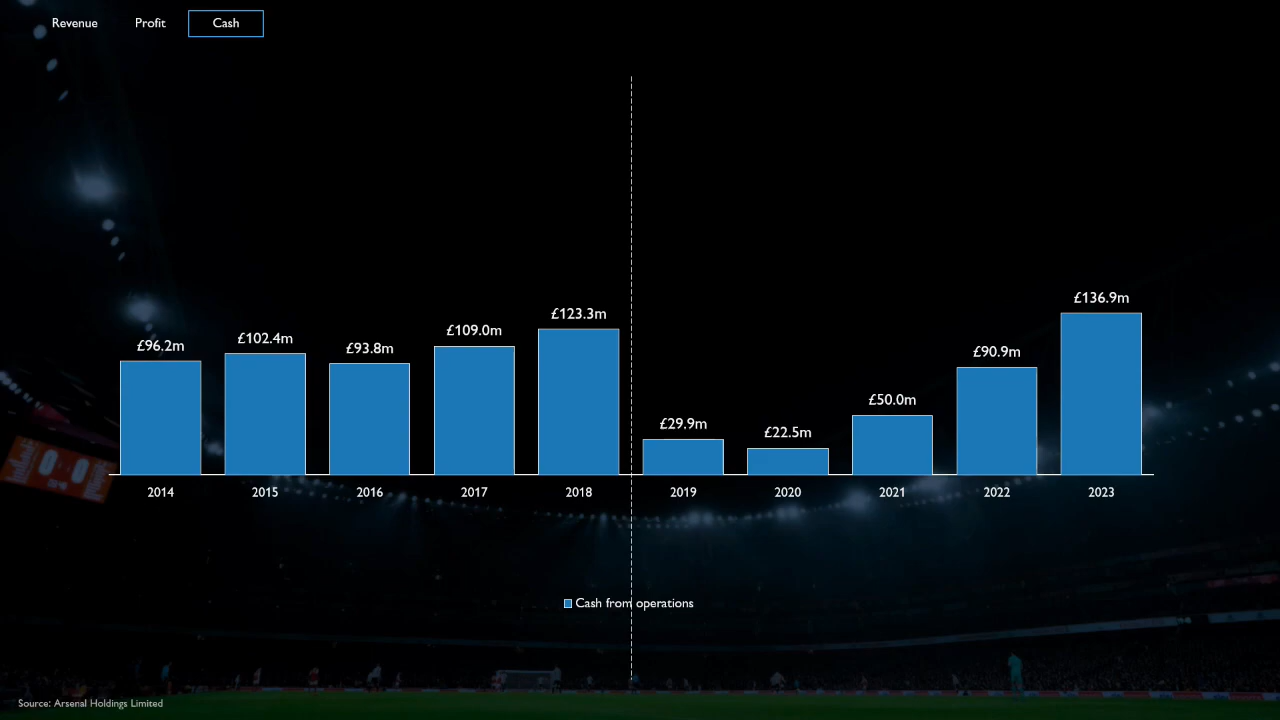 Revenue Profit Cash
£136.9m
£123.3m
£109.0m
£102.4m
£96.2m
£93.8m
£90.9m
£50.0m
£29.9m
£22.5m
2014 2015 2016 2017 2018 2019 2020 2021 2022 2023
Cash from operations
Source: Arsenal Holdings Limited
0 0